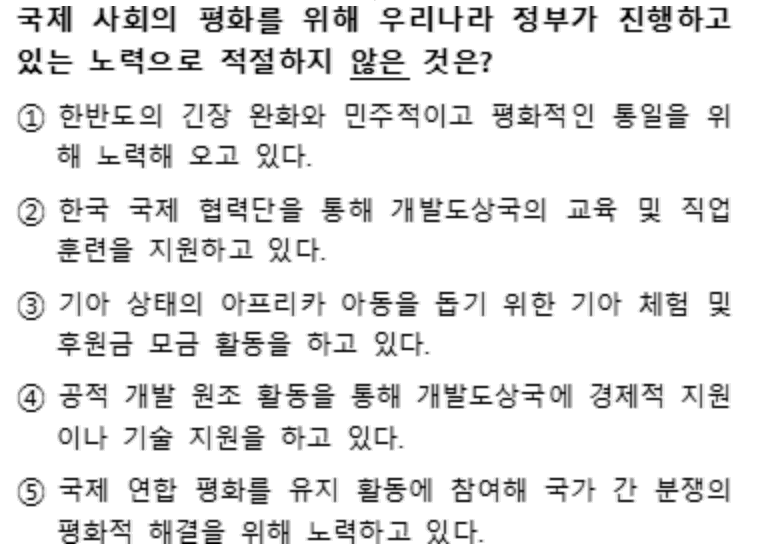 국제 사회의 평화를 위해 우리나라 정부가 진행하고
있는 노력으로 적절하지 않은 것은?
① 한반도의 긴장 완화와 민주적이고 평화적인 통일을 위
해 노력해 오고 있다.
② 한국 국제 협력단을 통해 개발도상국의 교육 및 직업
훈련을 지원하고 있다.
③ 기아 상태의 아프리카 아동을 돕기 위한 기아 체험 및
후원금 모금 활동을 하고 있다.
④ 공적 개발 원조 활동을 통해 개발도상국에 경제적 지원
이나 기술 지원을 하고 있다.
⑤ 국제 연합 평화를 유지 활동에 참여해 국가 간 분쟁의
평화적 해결을 위해 노력하고 있다.